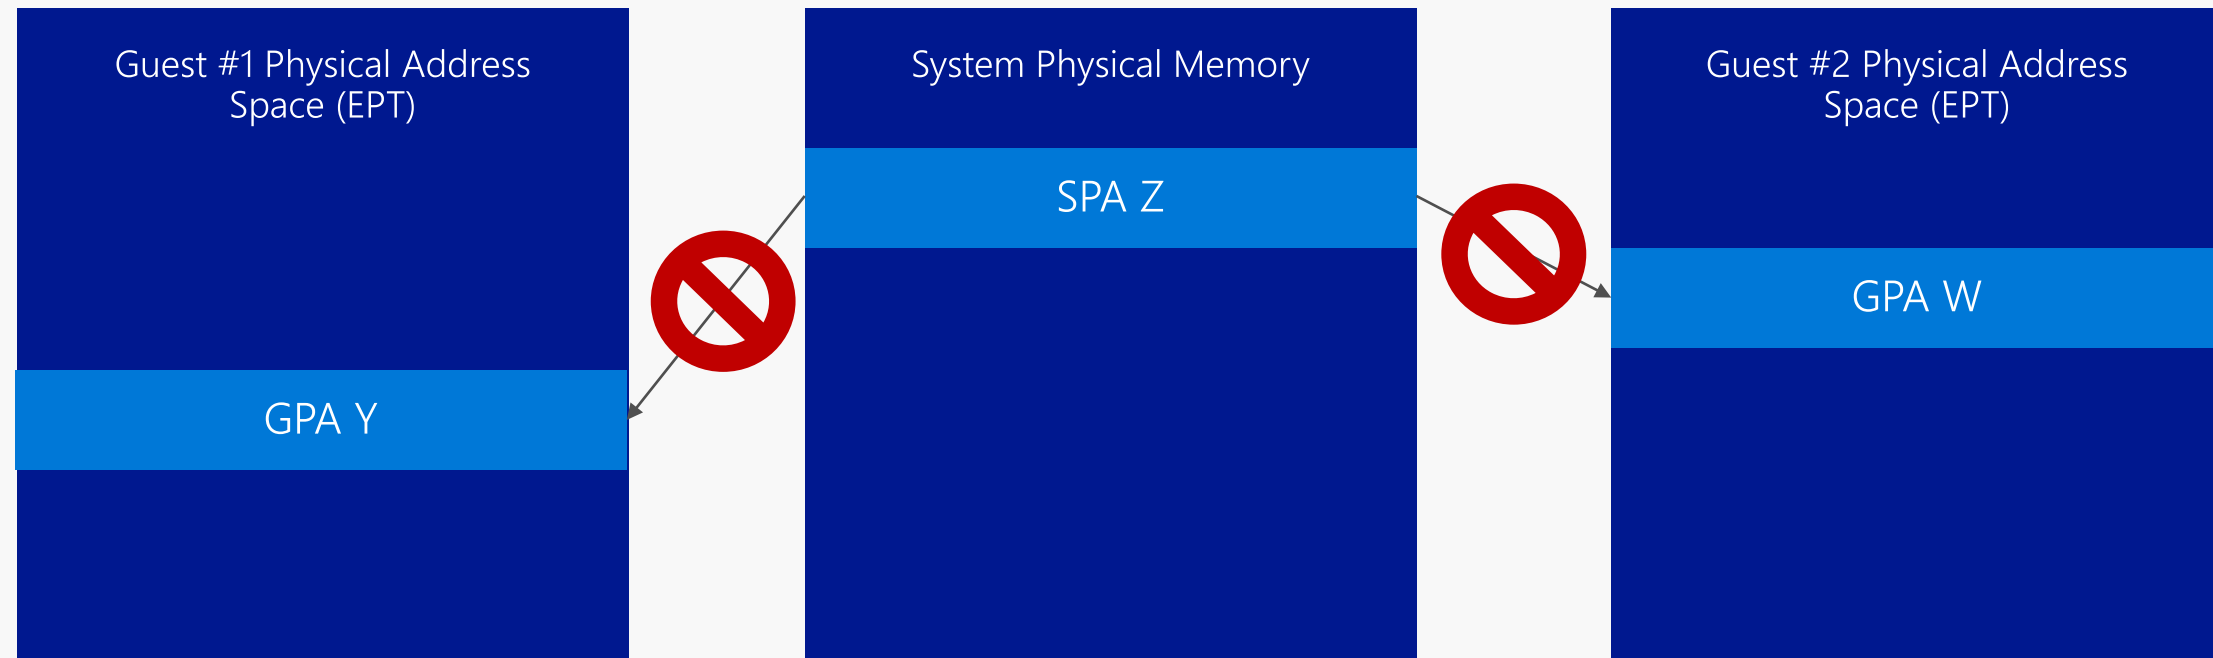 Guest #1 Physical Address
Space (EPT)
GPA Y
System Physical Memory
SPA Z
Guest #2 Physical Address
Space (EPT)
GPA W